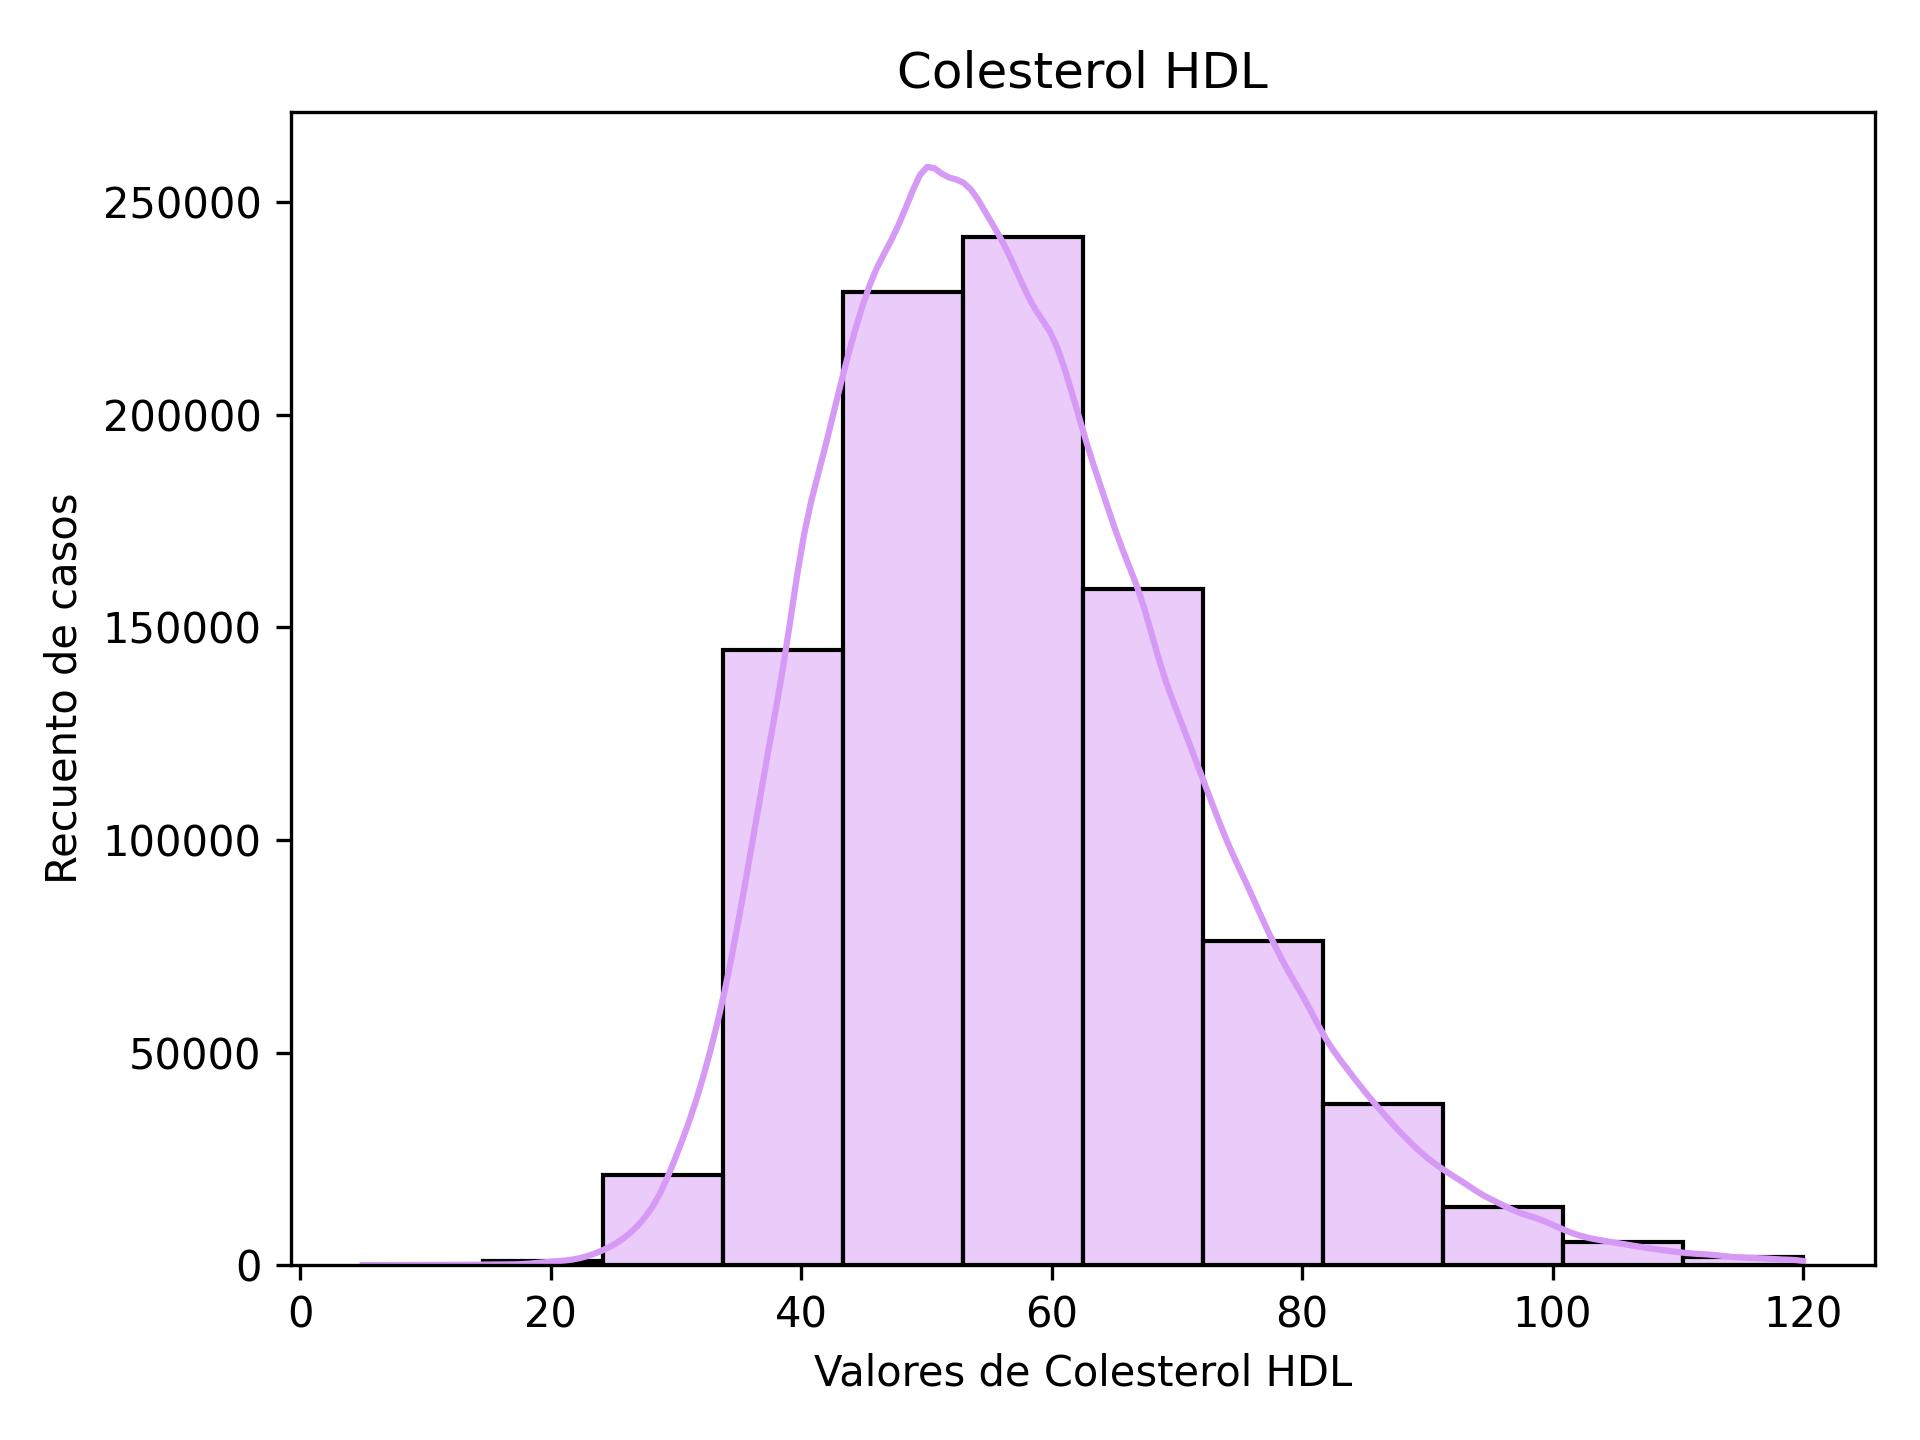 Colesterol HDL
250000
200000
150000
100000
50000
0
Recuento de casos
0 20 40 60 80 100 120
Valores de Colesterol HDL